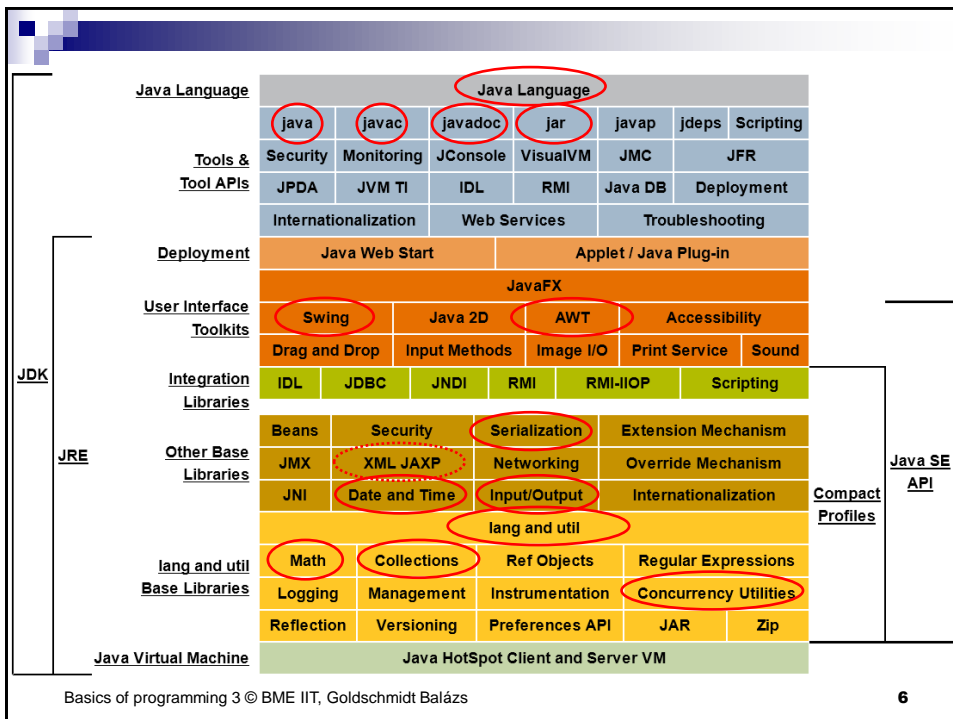 Java Language Java Language
java javac javadoc jar javap jdeps Scripting
Tools & Security Monitoring JConsole VisualVM JMC JFR
Tool APIs JPDA JVM TI IDL RMI Java DB Deployment
Internationalization Web Services Troubleshooting
Deployment Java Web Start Applet / Java Plug-in
JavaFX
User Interface Toolkits Swing Java 2D AWT Accessibility
Drag and Drop Input Methods Image I/O Print Service Sound
JDK
Integration Libraries IDL JDBC JNDI RMI RMI-IIOP Scripting
Beans Security Serialization Extension Mechanism
JRE
Other Base Libraries JMX XML JAXP Networking Override Mechanism
Java SE API
JNI Date and Time Input/Output Internationalization
Compact Profiles
lang and util
lang and util Base Libraries Math Collections Ref Objects Regular Expressions
Logging Management Instrumentation Concurrency Utilities
Reflection Versioning Preferences API JAR Zip
Java Virtual Machine Java HotSpot Client and Server VM
Basics of programming 3 © BME IIT, Goldschmidt Balázs 6